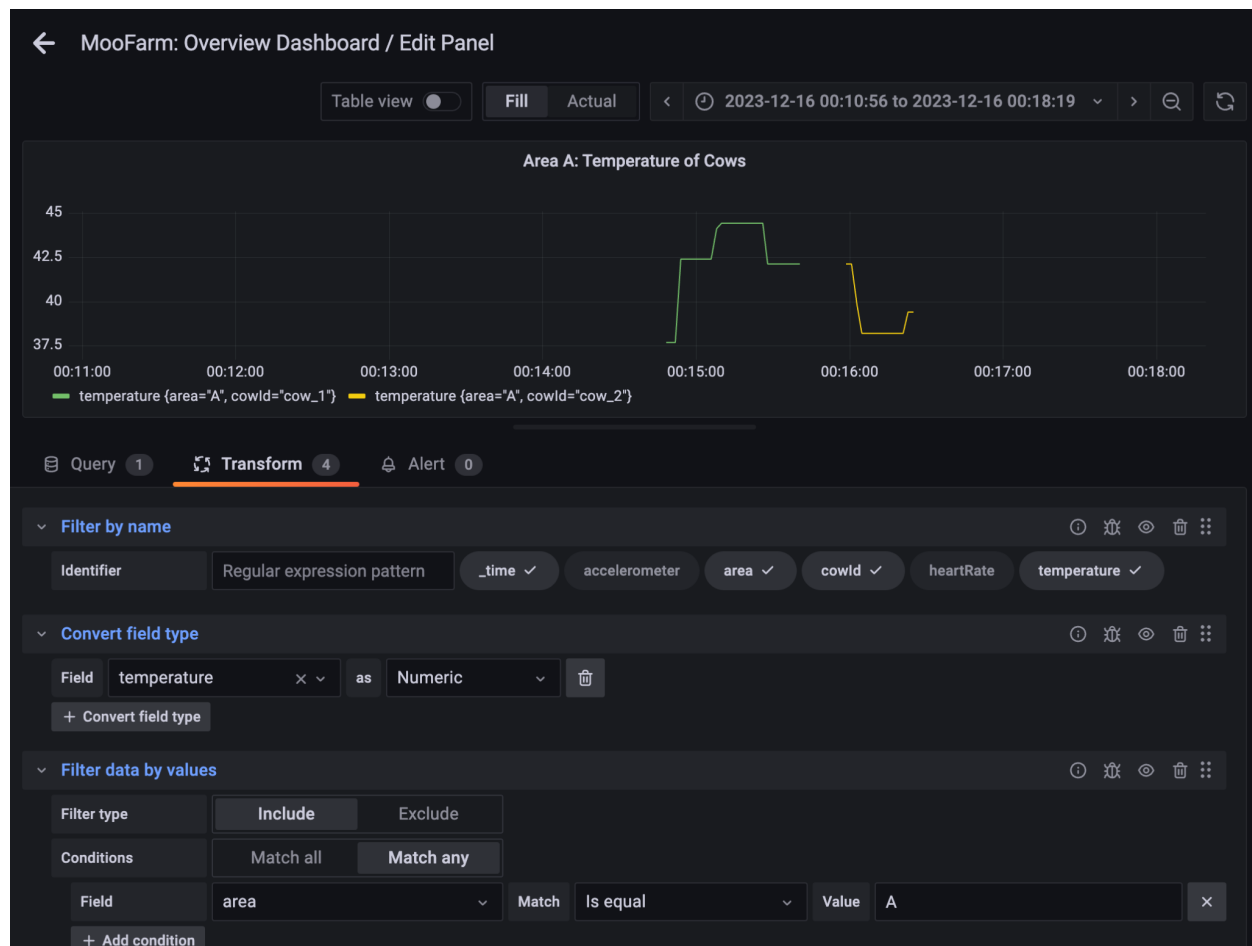 MooFarm: Overview Dashboard / Edit Panel
Table view Fill Actual 2023-12-16 00:10:56 to 2023-12-16 00:18:19
Area A: Temperature of Cows
45
42.5
40
37.5
00:11:00 00:12:00 00:13:00 00:14:00 00:15:00 00:16:00 00:17:00 00:18:00
temperature {area="A", cowId="cow_1"} temperature {area="A", cowId="cow_2"}
Query 1 Transform 4 Alert 0
Filter by name
Identifier Regular expression pattern _time accelerometer area cowId heartRate temperature
Convert field type
Field temperature as Numeric
+ Convert field type
Filter data by values
Filter type Include Exclude
Conditions Match all Match any
Field area Match Is equal Value A
+ Add condition